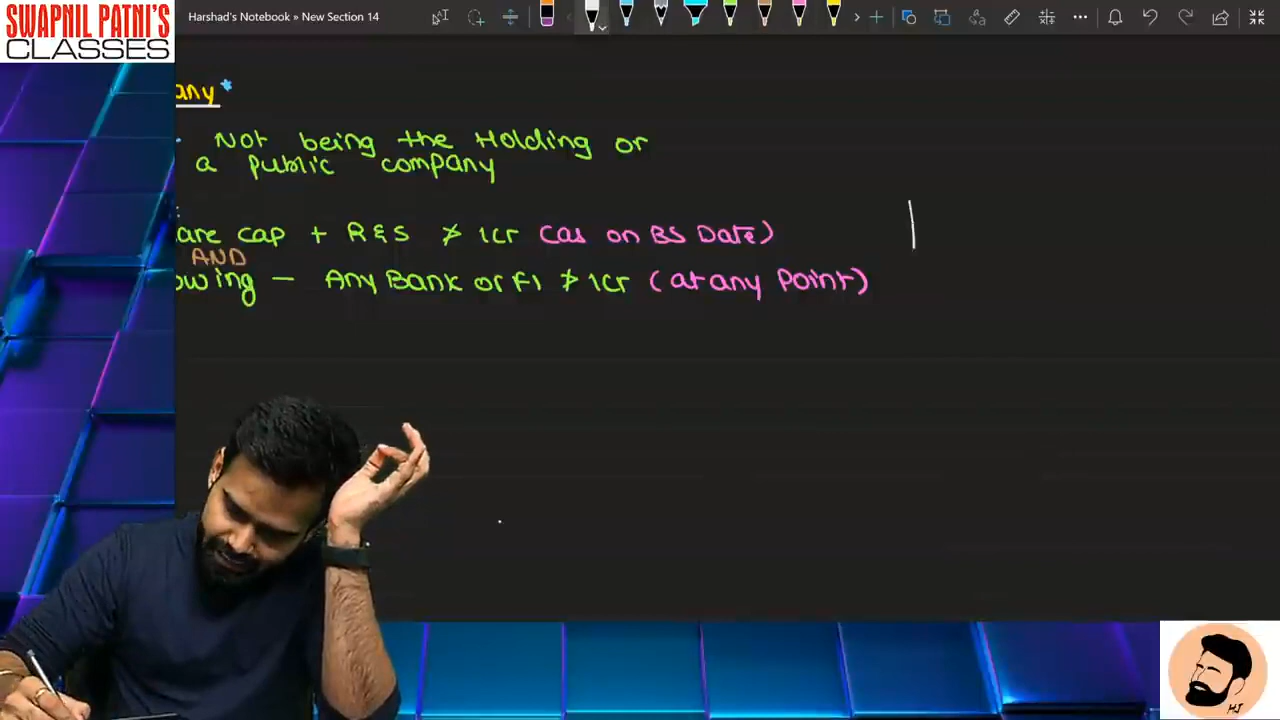 SWAPNIL PATNI'S
CLASSES
Harshad's Notebook » New Section 14
any*
Not being the Holding or
a public company
are cap + R&S ≯ 1cr (as on BS Date)
AND
owing - Any Bank or FI ≯ 1cr (at any Point)
HJ